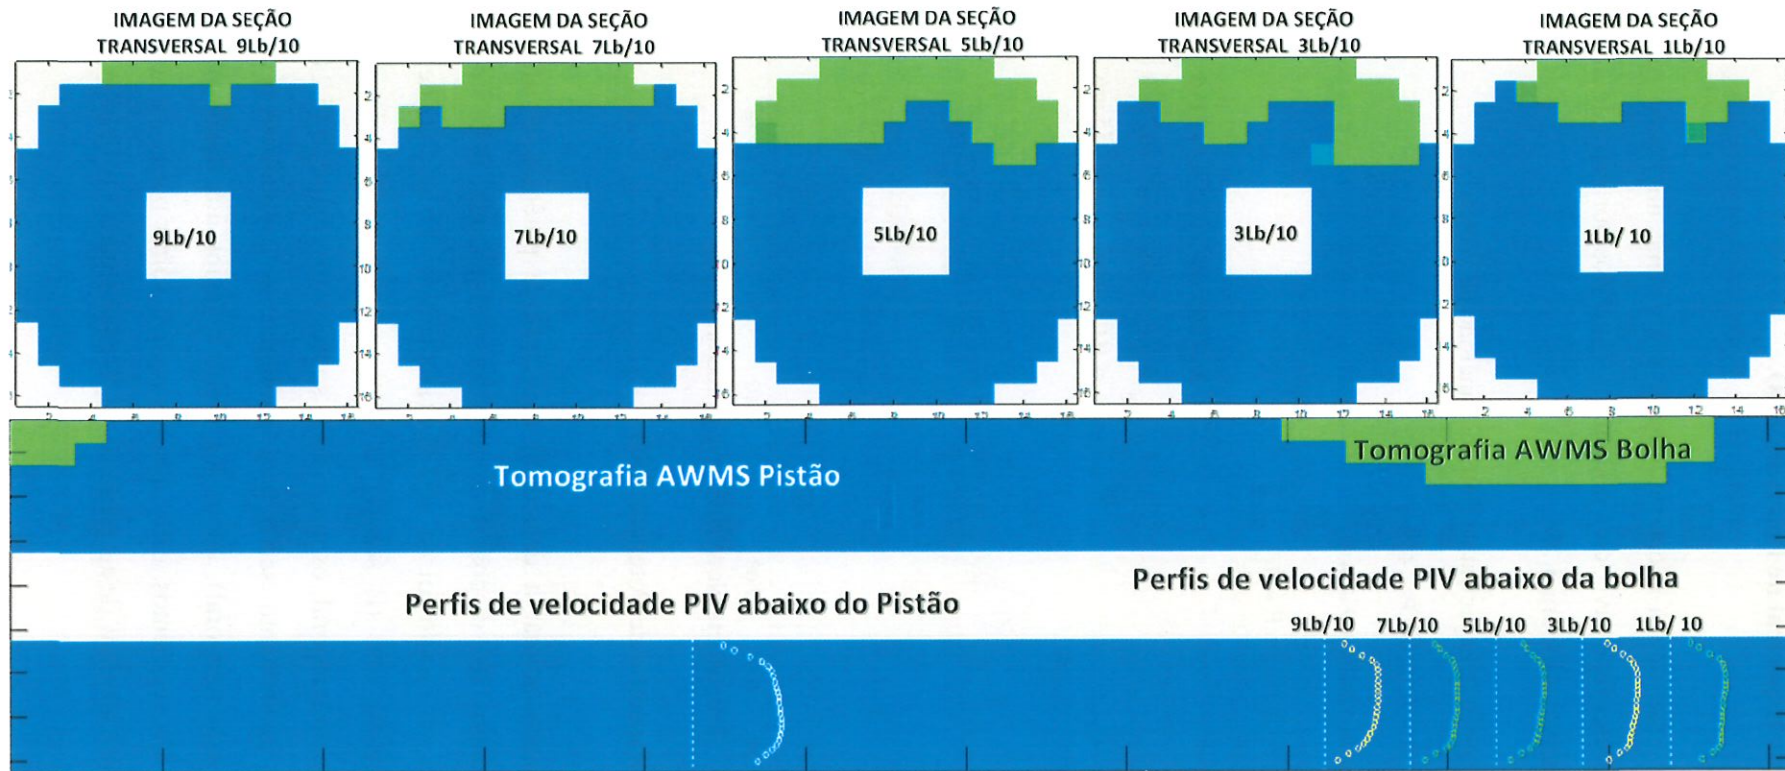 IMAGEM DA SEÇÃO
TRANSVERSAL 9Lb/10
IMAGEM DA SEÇÃO
TRANSVERSAL 7Lb/10
IMAGEM DA SEÇÃO
TRANSVERSAL 5Lb/10
IMAGEM DA SEÇÃO
TRANSVERSAL 3Lb/10
IMAGEM DA SEÇÃO
TRANSVERSAL 1Lb/10
9Lb/10
7Lb/10
5Lb/10
3Lb/10
1Lb/ 10
Tomografia AWMS Pistão
Tomografia AWMS Bolha
Perfis de velocidade PIV abaixo do Pistão
Perfis de velocidade PIV abaixo da bolha
9Lb/10 7Lb/10 5Lb/10 3Lb/10 1Lb/ 10